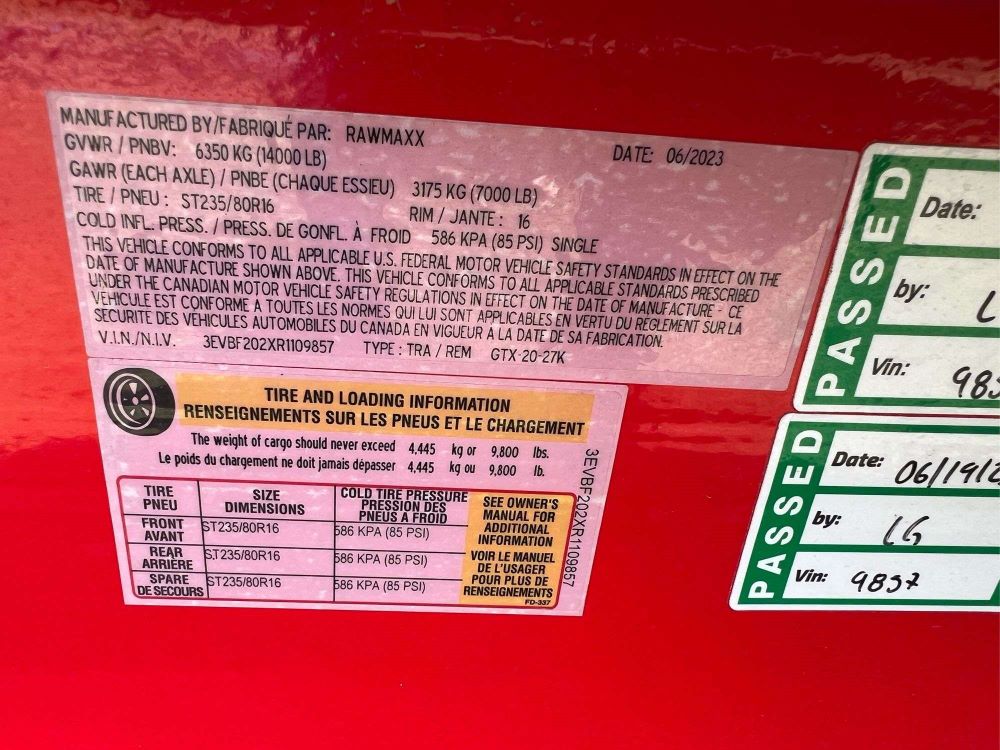 MANUFACTURED BY/FABRIQUÉ PAR: RAWMAXX DATE: 06/2023
GVWR / PNBV: 6350 KG (14000 LB)
GAWR (EACH AXLE) / PNBE (CHAQUE ESSIEU) 3175 KG (7000 LB)
TIRE / PNEU : ST235/80R16 RIM / JANTE : 16
COLD INFL. PRESS. / PRESS. DE GONFL. À FROID 586 KPA (85 PSI) SINGLE
THIS VEHICLE CONFORMS TO ALL APPLICABLE U.S. FEDERAL MOTOR VEHICLE SAFETY STANDARDS IN EFFECT ON THE
DATE OF MANUFACTURE SHOWN ABOVE. THIS VEHICLE CONFORMS TO ALL APPLICABLE STANDARDS PRESCRIBED
UNDER THE CANADIAN MOTOR VEHICLE SAFETY REGULATIONS IN EFFECT ON THE DATE OF MANUFACTURE - CE
VÉHICULE EST CONFORME A TOUTES LES NORMES QUI LUI SONT APPLICABLES EN VERTU DU RÈGLEMENT SUR LA
SECURITE DES VÉHICULES AUTOMOBILES DU CANADA EN VIGUEUR A LA DATE DE SA FABRICATION.
V.I.N./N.I.V. 3EVBF202XR1109857 TYPE : TRA / REM GTX-20-27K
TIRE AND LOADING INFORMATION
RENSEIGNEMENTS SUR LES PNEUS ET LE CHARGEMENT
The weight of cargo should never exceed 4,445 kg or 9,800 lbs.
Le poids du chargement ne doit jamais dépasser 4,445 kg ou 9,800 lb.
TIRE
PNEU
SIZE
DIMENSIONS
COLD TIRE PRESSURE
PRESSION DES
PNEUS A FROID
FRONT
AVANT
ST235/80R16
586 KPA (85 PSI)
REAR
ARRIÈRE
ST235/80R16
586 KPA (85 PSI)
SPARE
DE SECOURS
ST235/80R16
586 KPA (85 PSI)
SEE OWNER'S
MANUAL FOR
ADDITIONAL
INFORMATION
VOIR LE MANUEL
DE L'USAGER
POUR PLUS DE
RENSEIGNEMENTS
FD-337
3EVBF202XR1109857
PASSED
Date:
by: L
Vin: 985
PASSED
Date: 06/19/2
by: LG
Vin: 9857